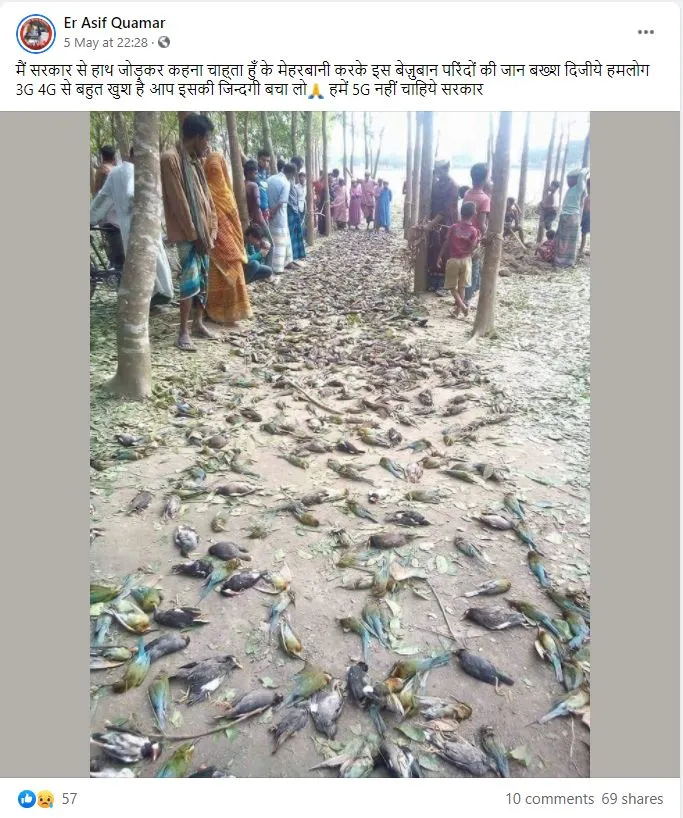 Er Asif Quamar
5 May at 22:28 ·
मैं सरकार से हाथ जोड़कर कहना चाहता हुँ के मेहरबानी करके इस बेज़ुबान परिंदों की जान बख्श दिजीये हमलोग
3G 4G से बहुत खुश है आप इसकी जिन्दगी बचा लो🙏 हमें 5G नहीं चाहिये सरकार
57
10 comments 69 shares